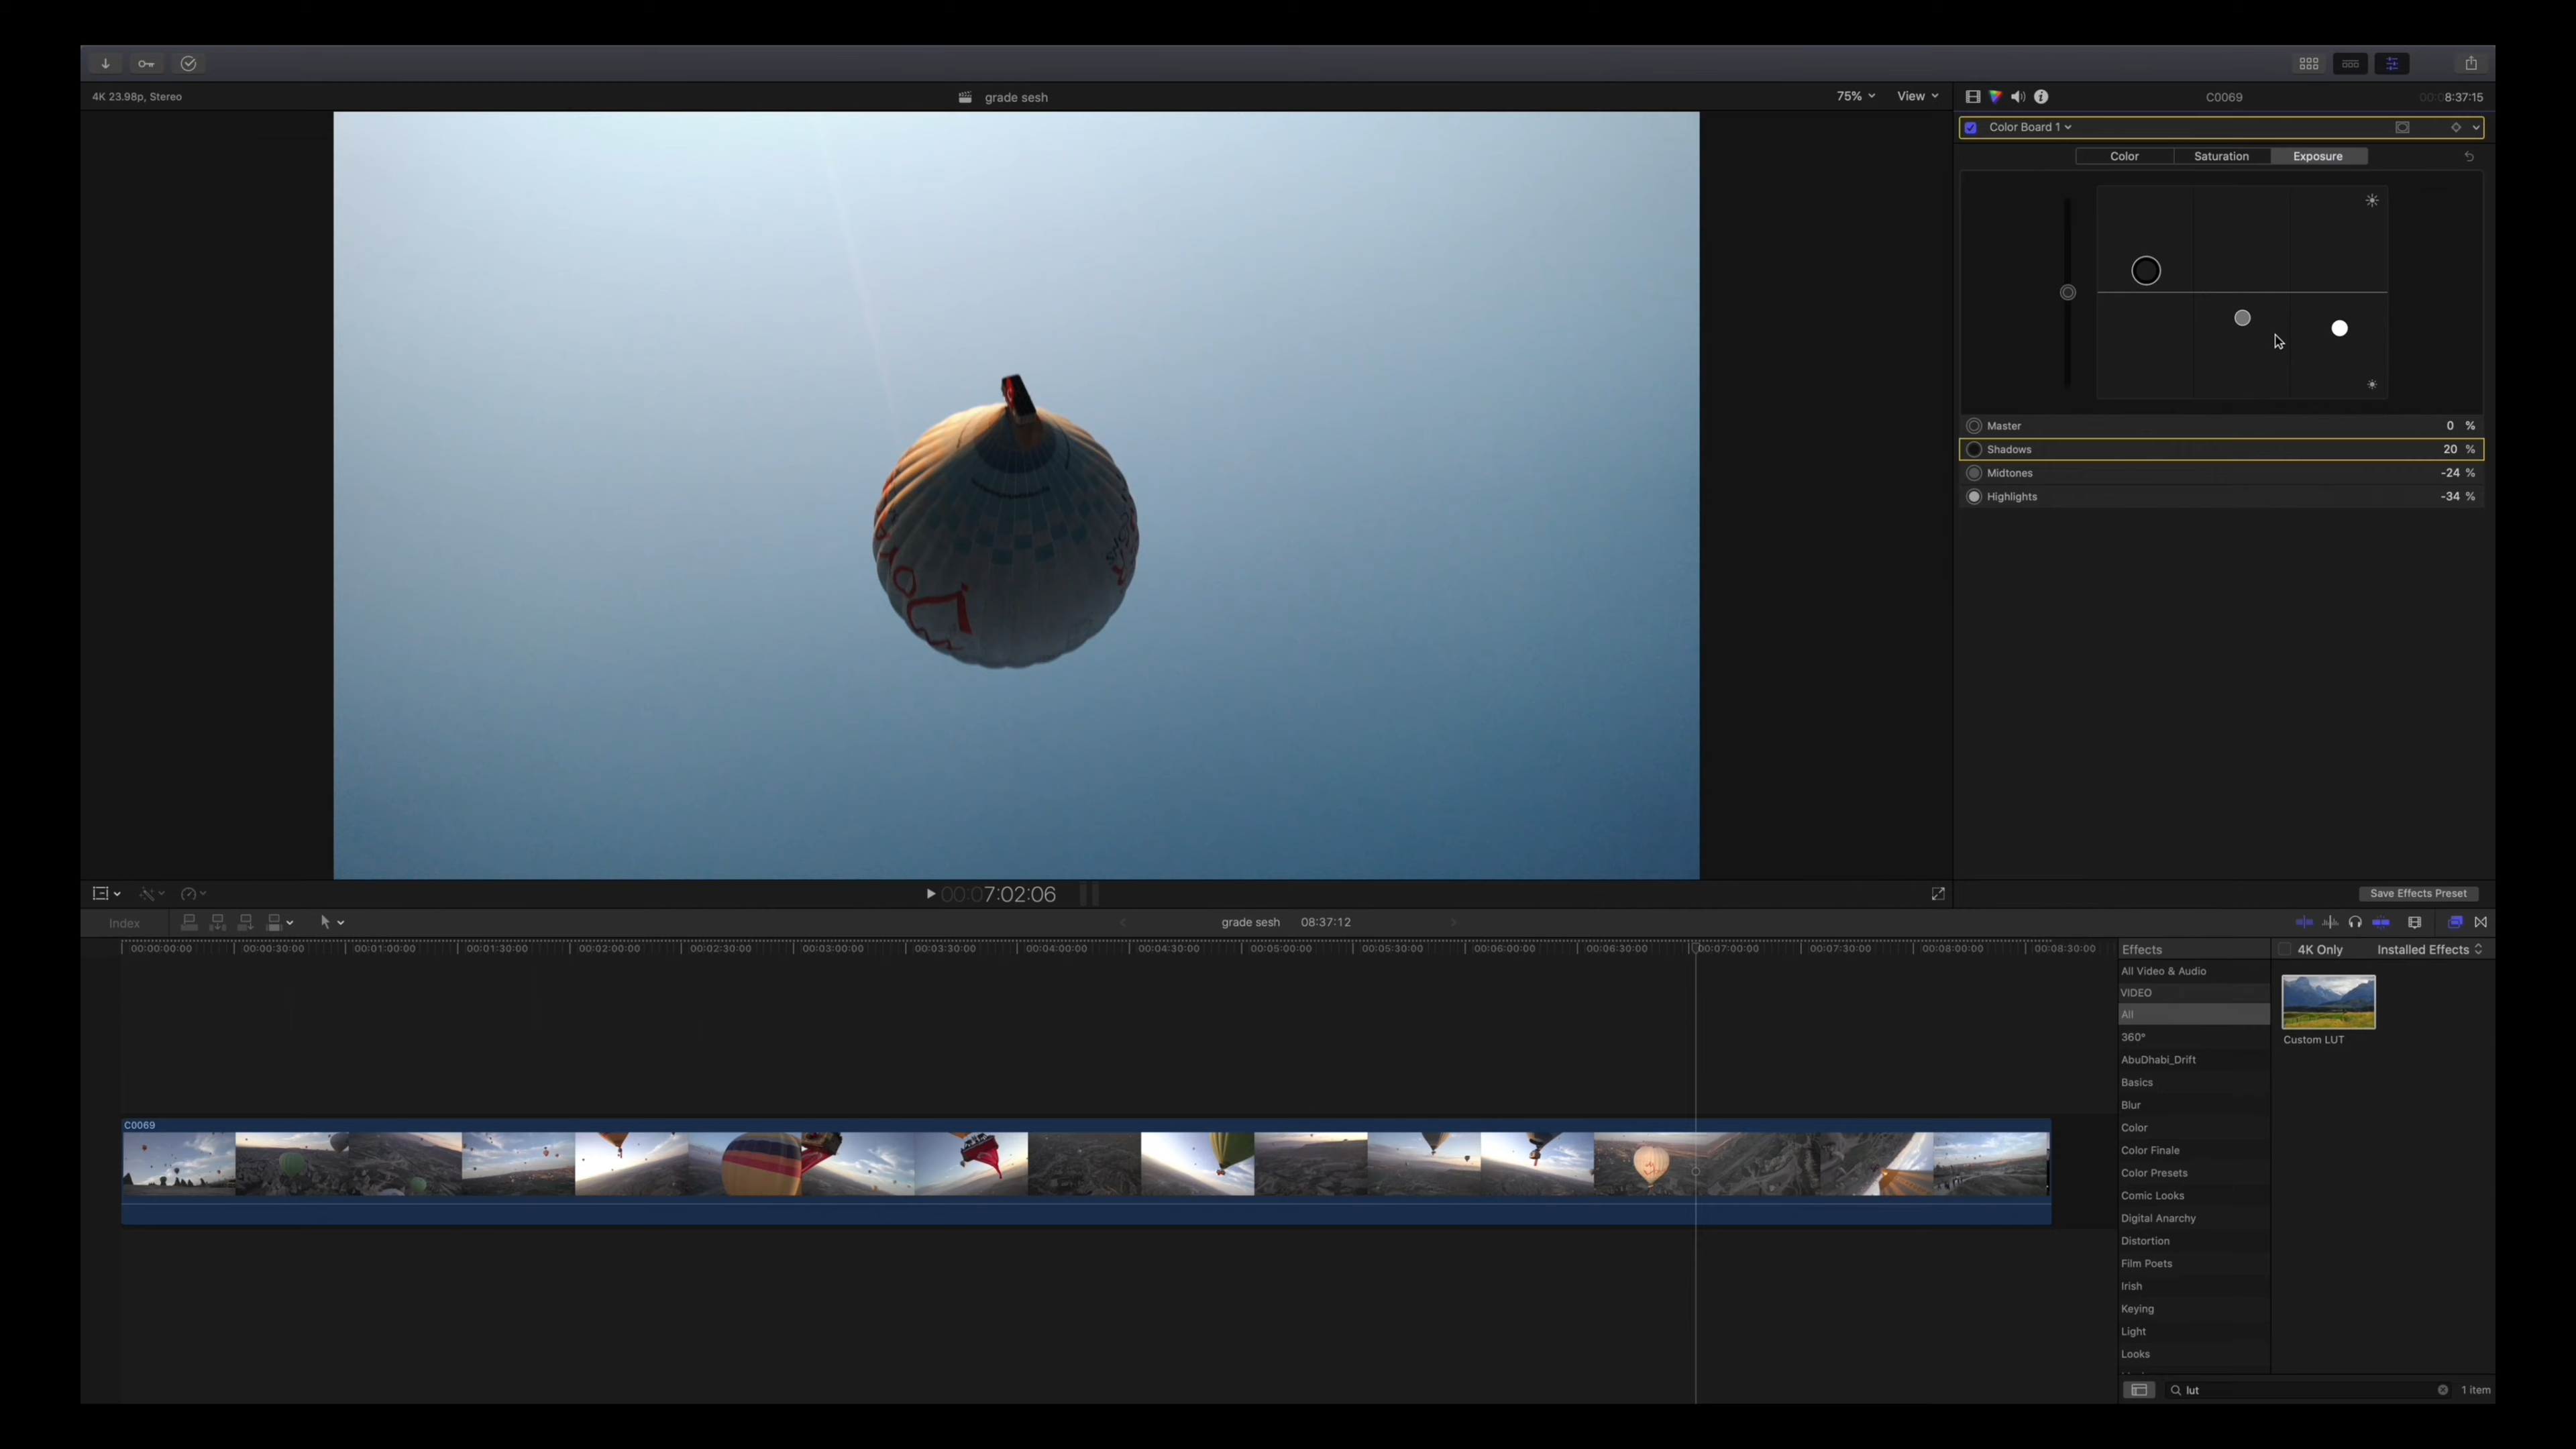 4K 23.98p, Stereo
grade sesh
75%
View
C0069
00:08:37:15
Color Board 1
Color
Saturation
Exposure
Master 0 %
Shadows 20 %
Midtones -24 %
Highlights -34 %
00:07:02:06
Save Effects Preset
Index
grade sesh 08:37:12
00:00:00:00 00:00:30:00 00:01:00:00 00:01:30:00 00:02:00:00 00:02:30:00 00:03:00:00 00:03:30:00 00:04:00:00 00:04:30:00 00:05:00:00 00:05:30:00 00:06:00:00 00:06:30:00 00:07:00:00 00:07:30:00 00:08:00:00 00:08:30:00
C0069
Effects
4K Only
Installed Effects
All Video & Audio
VIDEO
All
360°
AbuDhabi_Drift
Basics
Blur
Color
Color Finale
Color Presets
Comic Looks
Digital Anarchy
Distortion
Film Poets
Irish
Keying
Light
Looks
Custom LUT
lut
1 item